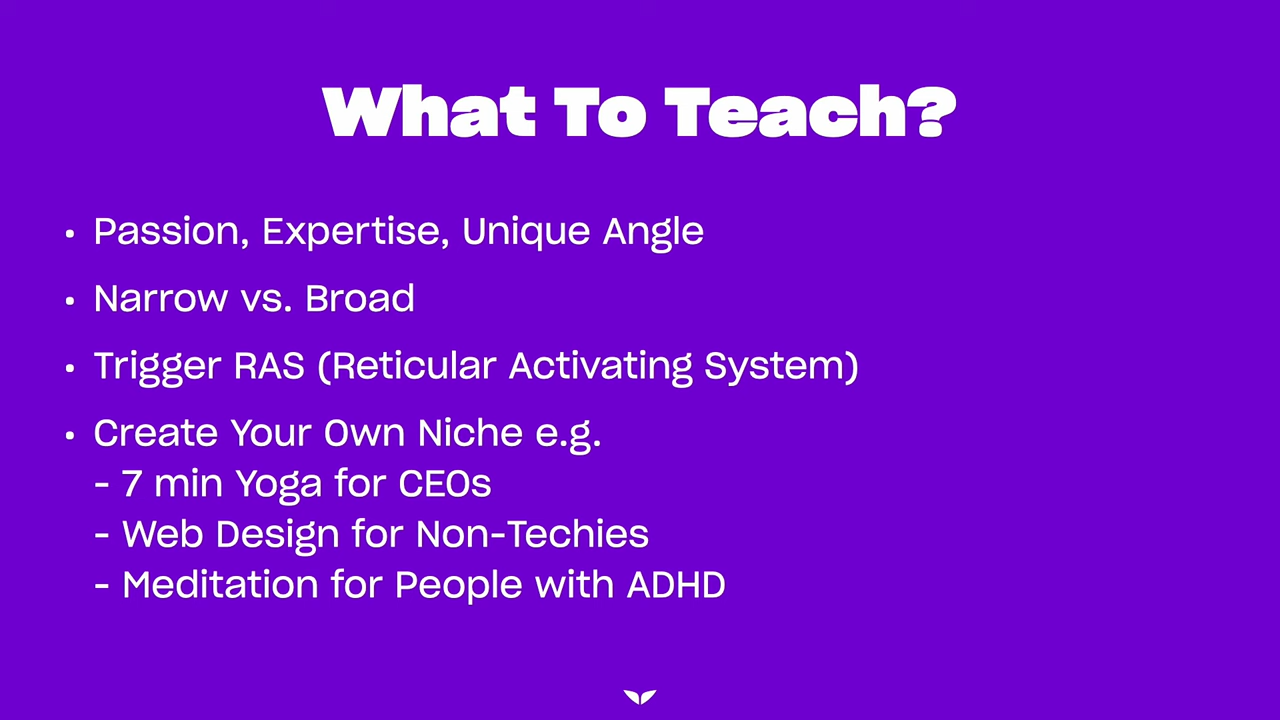 What To Teach?
• Passion, Expertise, Unique Angle
• Narrow vs. Broad
• Trigger RAS (Reticular Activating System)
• Create Your Own Niche e.g.
- 7 min Yoga for CEOs
- Web Design for Non-Techies
- Meditation for People with ADHD